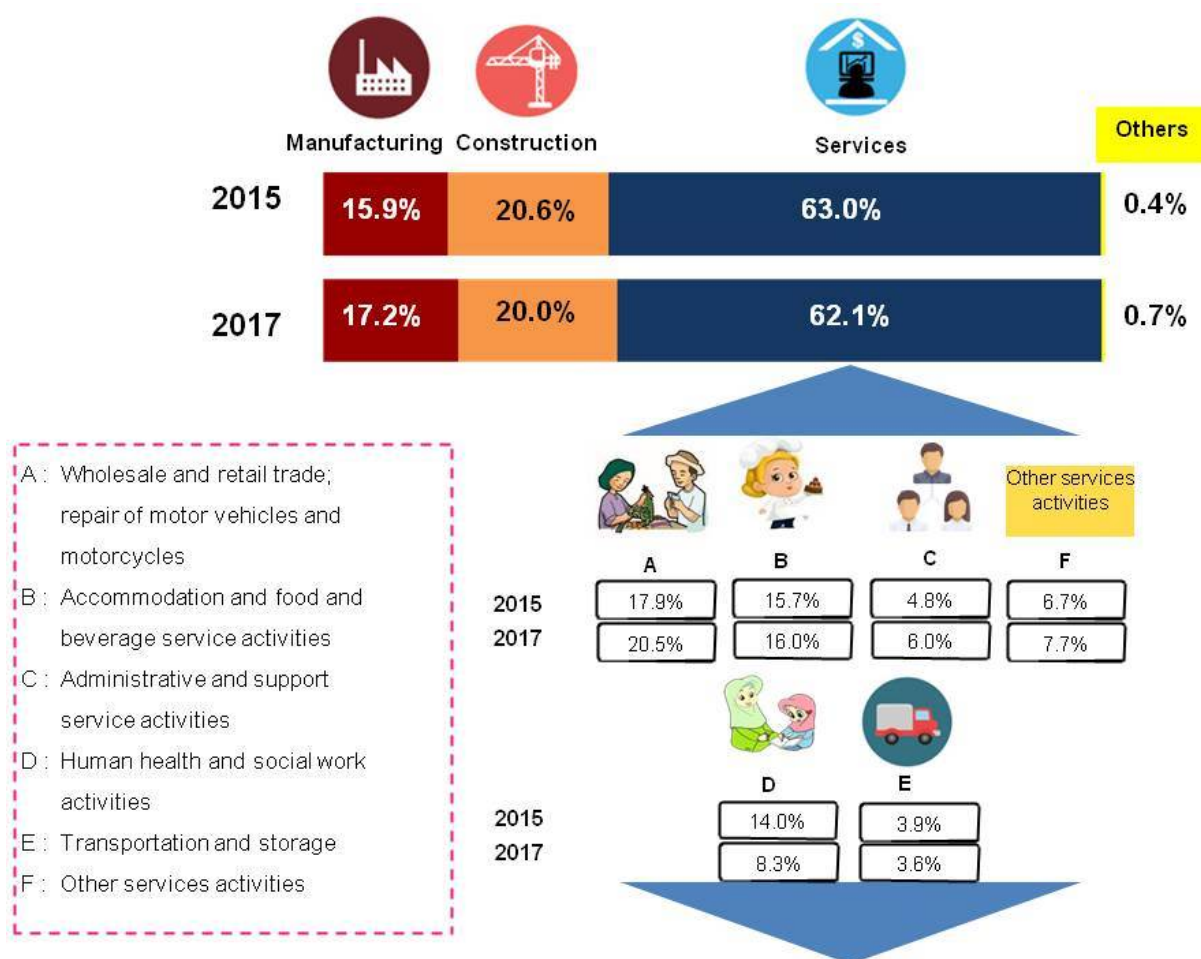 Manufacturing Construction Services Others
2015 15.9% 20.6% 63.0% 0.4%
2017 17.2% 20.0% 62.1% 0.7%
A : Wholesale and retail trade;
repair of motor vehicles and
motorcycles
B : Accommodation and food and
beverage service activities
C : Administrative and support
service activities
D : Human health and social work
activities
E : Transportation and storage
F : Other services activities
$
Other services
activities
A B C F
2015 17.9% 15.7% 4.8% 6.7%
2017 20.5% 16.0% 6.0% 7.7%
D E
2015 14.0% 3.9%
2017 8.3% 3.6%